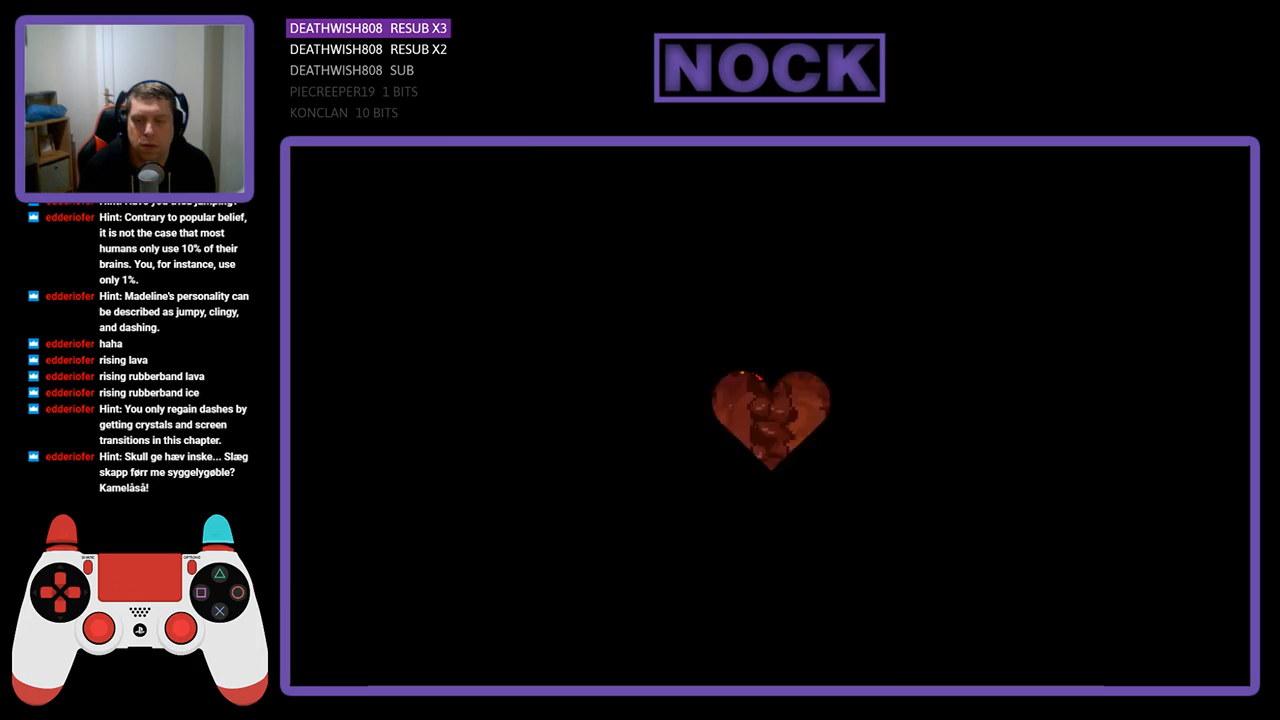 DEATHWISH808 RESUB X3
DEATHWISH808 RESUB X2
DEATHWISH808 SUB
PIECREEPER19 1 BITS
KONCLAN 10 BITS
NOCK
edderiofer Hint: Contrary to popular belief,
it is not the case that most
humans only use 10% of their
brains. You, for instance, use
only 1%.
edderiofer Hint: Madeline's personality can
be described as jumpy, clingy,
and dashing.
edderiofer haha
edderiofer rising lava
edderiofer rising rubberband lava
edderiofer rising rubberband ice
edderiofer Hint: You only regain dashes by
getting crystals and screen
transitions in this chapter.
edderiofer Hint: Skull ge hæv inske... Slæg
skapp førr me syggelygøble?
Kamelåså!
SHARE
OPTIONS